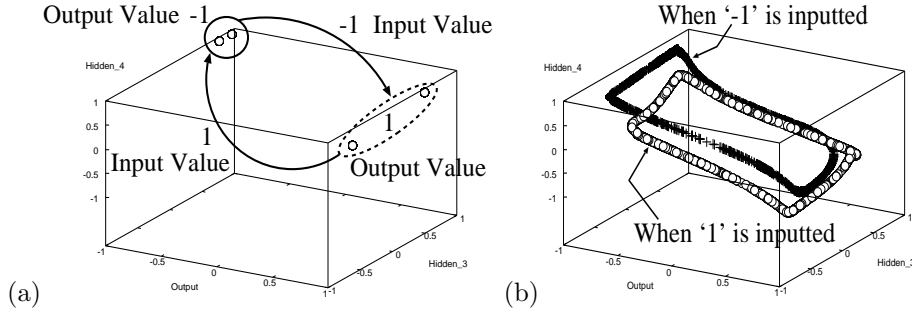 Output Value -1
-1 Input Value
Hidden_4
1
0.5
0
-0.5
-1
1
Input Value
1
Output Value
-1
-0.5
0
0.5
1
Output
-1
-0.5
0
0.5
1
Hidden_3
(a)
When ‘-1’ is inputted
Hidden_4
1
0.5
0
-0.5
-1
When ‘1’ is inputted
-1
-0.5
0
0.5
1
Output
-1
-0.5
0
0.5
1
Hidden_3
(b)